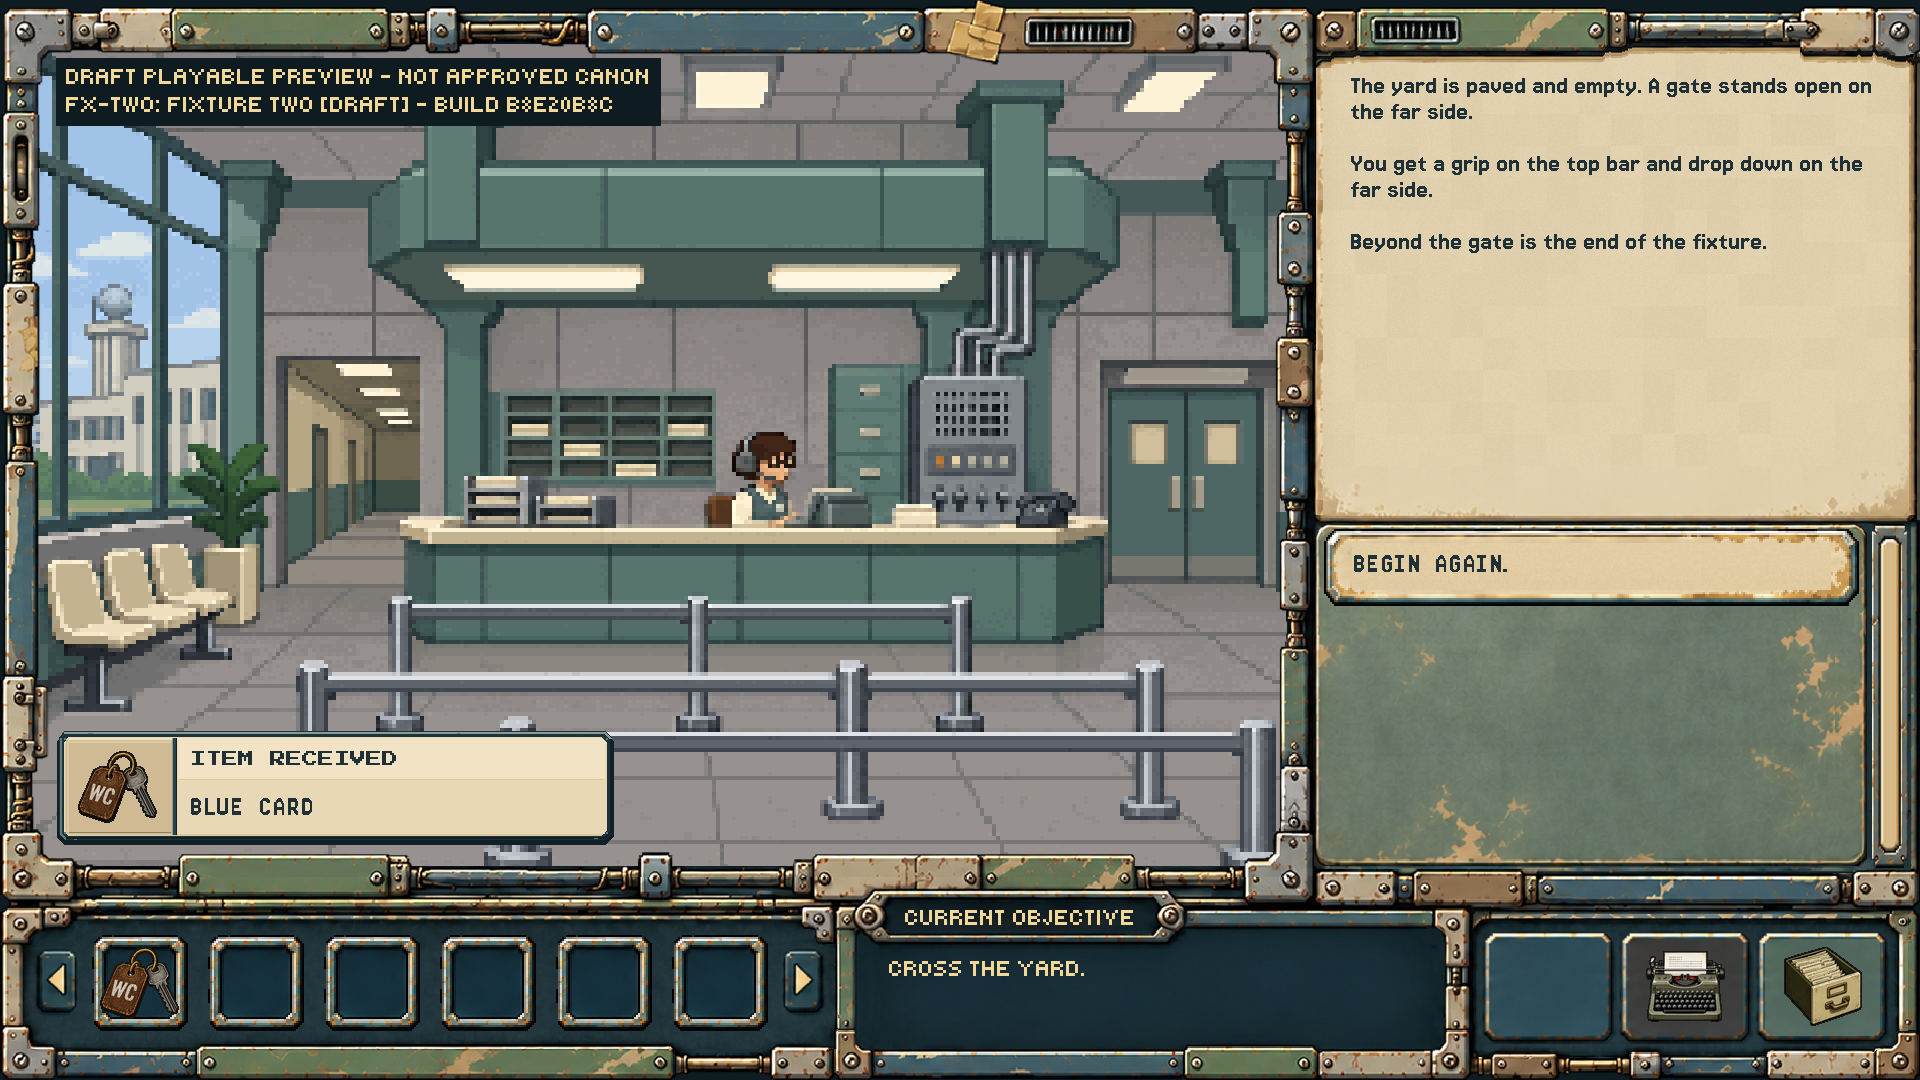 DRAFT PLAYABLE PREVIEW - NOT APPROVED CANON
FX-TWO: FIXTURE TWO [DRAFT] - BUILD B8E20B8C
The yard is paved and empty. A gate stands open on
the far side.
You get a grip on the top bar and drop down on the
far side.
Beyond the gate is the end of the fixture.
BEGIN AGAIN.
WC
ITEM RECEIVED
BLUE CARD
WC
CURRENT OBJECTIVE
CROSS THE YARD.